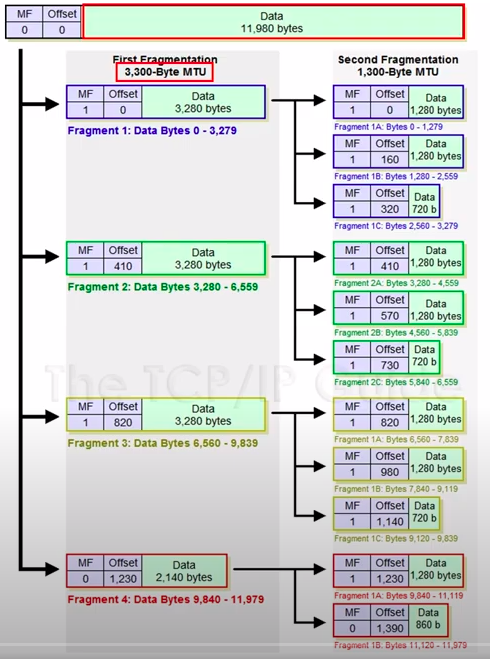 MF Offset Data
0 0 11,980 bytes
First Fragmentation
3,300-Byte MTU
Second Fragmentation
1,300-Byte MTU
MF Offset Data
1 0 3,280 bytes
Fragment 1: Data Bytes 0 - 3,279
MF Offset Data
1 0 1,280 bytes
Fragment 1A: Bytes 0 - 1,279
MF Offset Data
1 160 1,280 bytes
Fragment 1B: Bytes 1,280 - 2,559
MF Offset Data
1 320 720 b
Fragment 1C: Bytes 2,560 - 3,279
MF Offset Data
1 410 3,280 bytes
Fragment 2: Data Bytes 3,280 - 6,559
MF Offset Data
1 410 1,280 bytes
Fragment 2A: Bytes 3,280 - 4,559
MF Offset Data
1 570 1,280 bytes
Fragment 2B: Bytes 4,560 - 5,839
MF Offset Data
1 730 720 b
Fragment 2C: Bytes 5,840 - 6,559
The TCP/IP Guide
MF Offset Data
1 820 3,280 bytes
Fragment 3: Data Bytes 6,560 - 9,839
MF Offset Data
1 820 1,280 bytes
Fragment 1A: Bytes 6,560 - 7,839
MF Offset Data
1 980 1,280 bytes
Fragment 1B: Bytes 7,840 - 9,119
MF Offset Data
1 1,140 720 b
Fragment 1C: Bytes 9,120 - 9,839
MF Offset Data
0 1,230 2,140 bytes
Fragment 4: Data Bytes 9,840 - 11,979
MF Offset Data
1 1,230 1,280 bytes
Fragment 1A: Bytes 9,840 - 11,119
MF Offset Data
0 1,390 860 b
Fragment 1B: Bytes 11,120 - 11,979